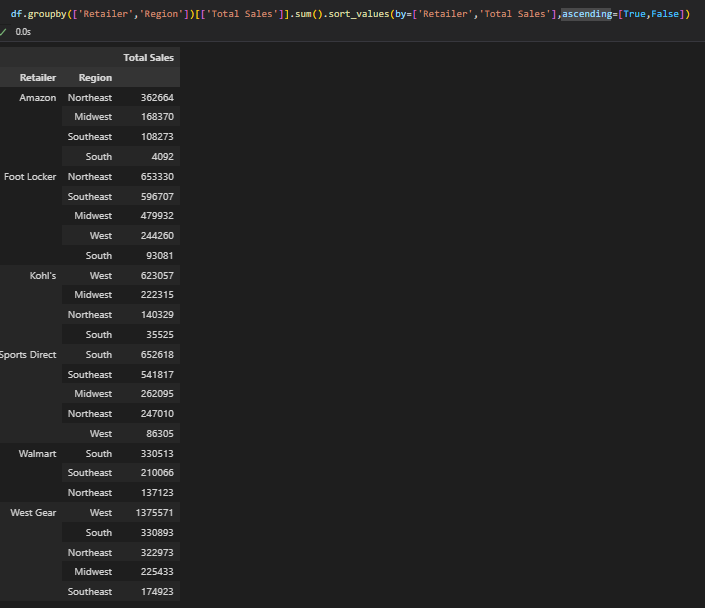 df.groupby(['Retailer','Region'])[['Total Sales']].sum().sort_values(by=['Retailer','Total Sales'],ascending=[True,False])
✓ 0.0s
Total Sales
Retailer Region
Amazon Northeast 362664
Midwest 168370
Southeast 108273
South 4092
Foot Locker Northeast 653330
Southeast 596707
Midwest 479932
West 244260
South 93081
Kohl's West 623057
Midwest 222315
Northeast 140329
South 35525
Sports Direct South 652618
Southeast 541817
Midwest 262095
Northeast 247010
West 86305
Walmart South 330513
Southeast 210066
Northeast 137123
West Gear West 1375571
South 330893
Northeast 322973
Midwest 225433
Southeast 174923